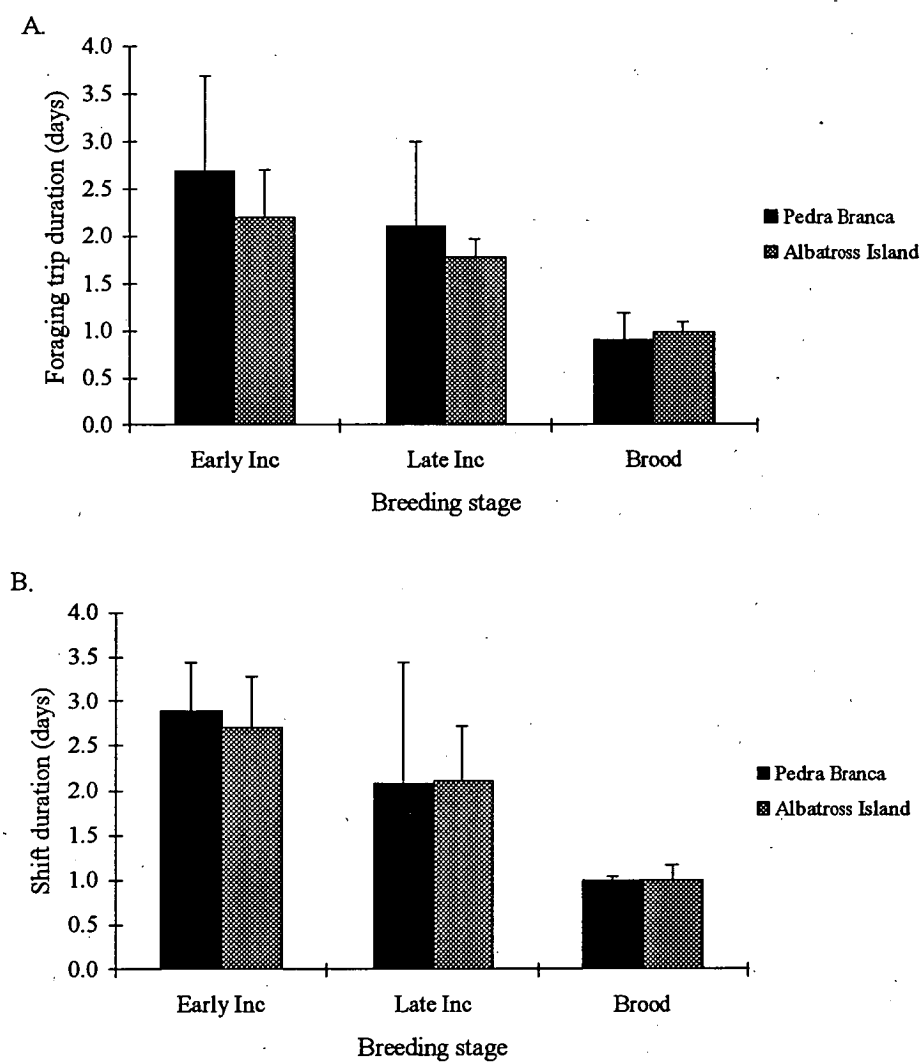 A.
Foraging trip duration (days)
4.0
3.5
3.0
2.5
2.0
1.5
1.0
0.5
0.0
Early Inc
Late Inc
Brood
Breeding stage
Pedra Branca
Albatross Island
B.
Shift duration (days)
4.0
3.5
3.0
2.5
2.0
1.5
1.0
0.5
0.0
Early Inc
Late Inc
Brood
Breeding stage
Pedra Branca
Albatross Island